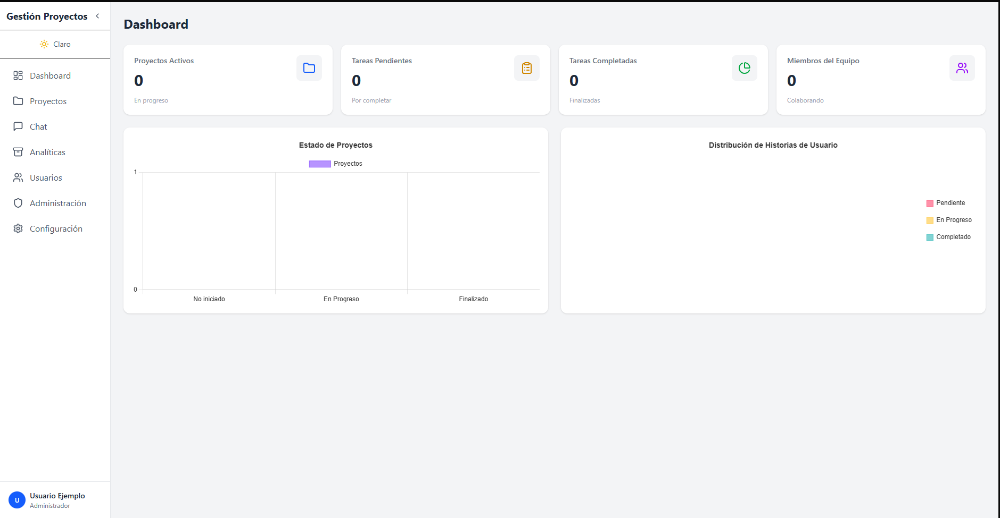 Gestión Proyectos
Claro
Dashboard
Proyectos
Chat
Analíticas
Usuarios
Administración
Configuración
U
Usuario Ejemplo
Administrador
Dashboard
Proyectos Activos
0
En progreso
Tareas Pendientes
0
Por completar
Tareas Completadas
0
Finalizadas
Miembros del Equipo
0
Colaborando
Estado de Proyectos
Proyectos
1
0
No iniciado
En Progreso
Finalizado
Distribución de Historias de Usuario
Pendiente
En Progreso
Completado